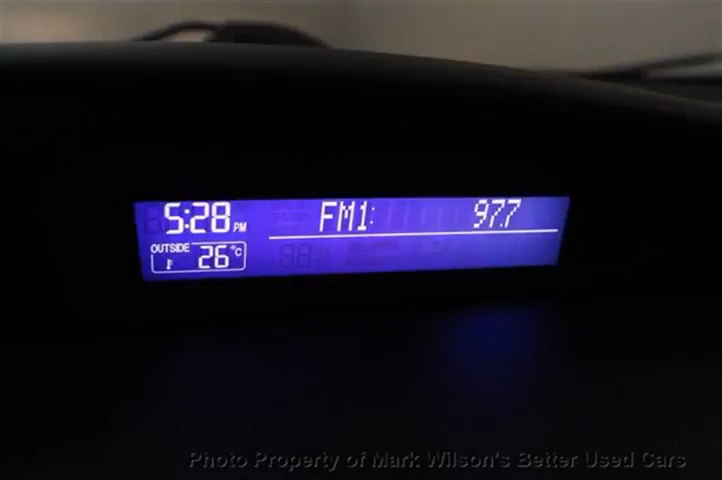 5:28 PM FM1: 97.7
OUTSIDE 26°C
Photo Property of Mark Wilson's Better Used Cars